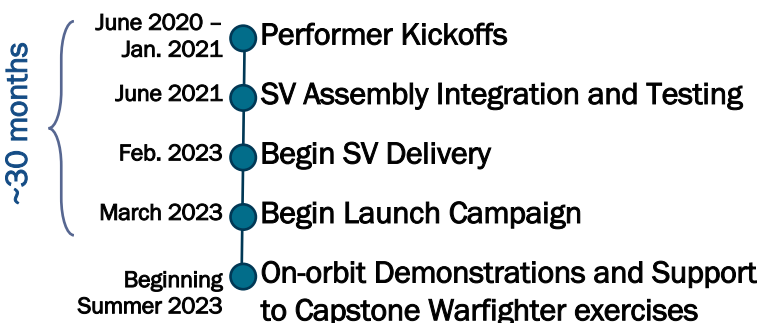 ~30 months
June 2020 –
Jan. 2021
Performer Kickoffs
June 2021
SV Assembly Integration and Testing
Feb. 2023
Begin SV Delivery
March 2023
Begin Launch Campaign
Beginning
Summer 2023
On-orbit Demonstrations and Support
to Capstone Warfighter exercises